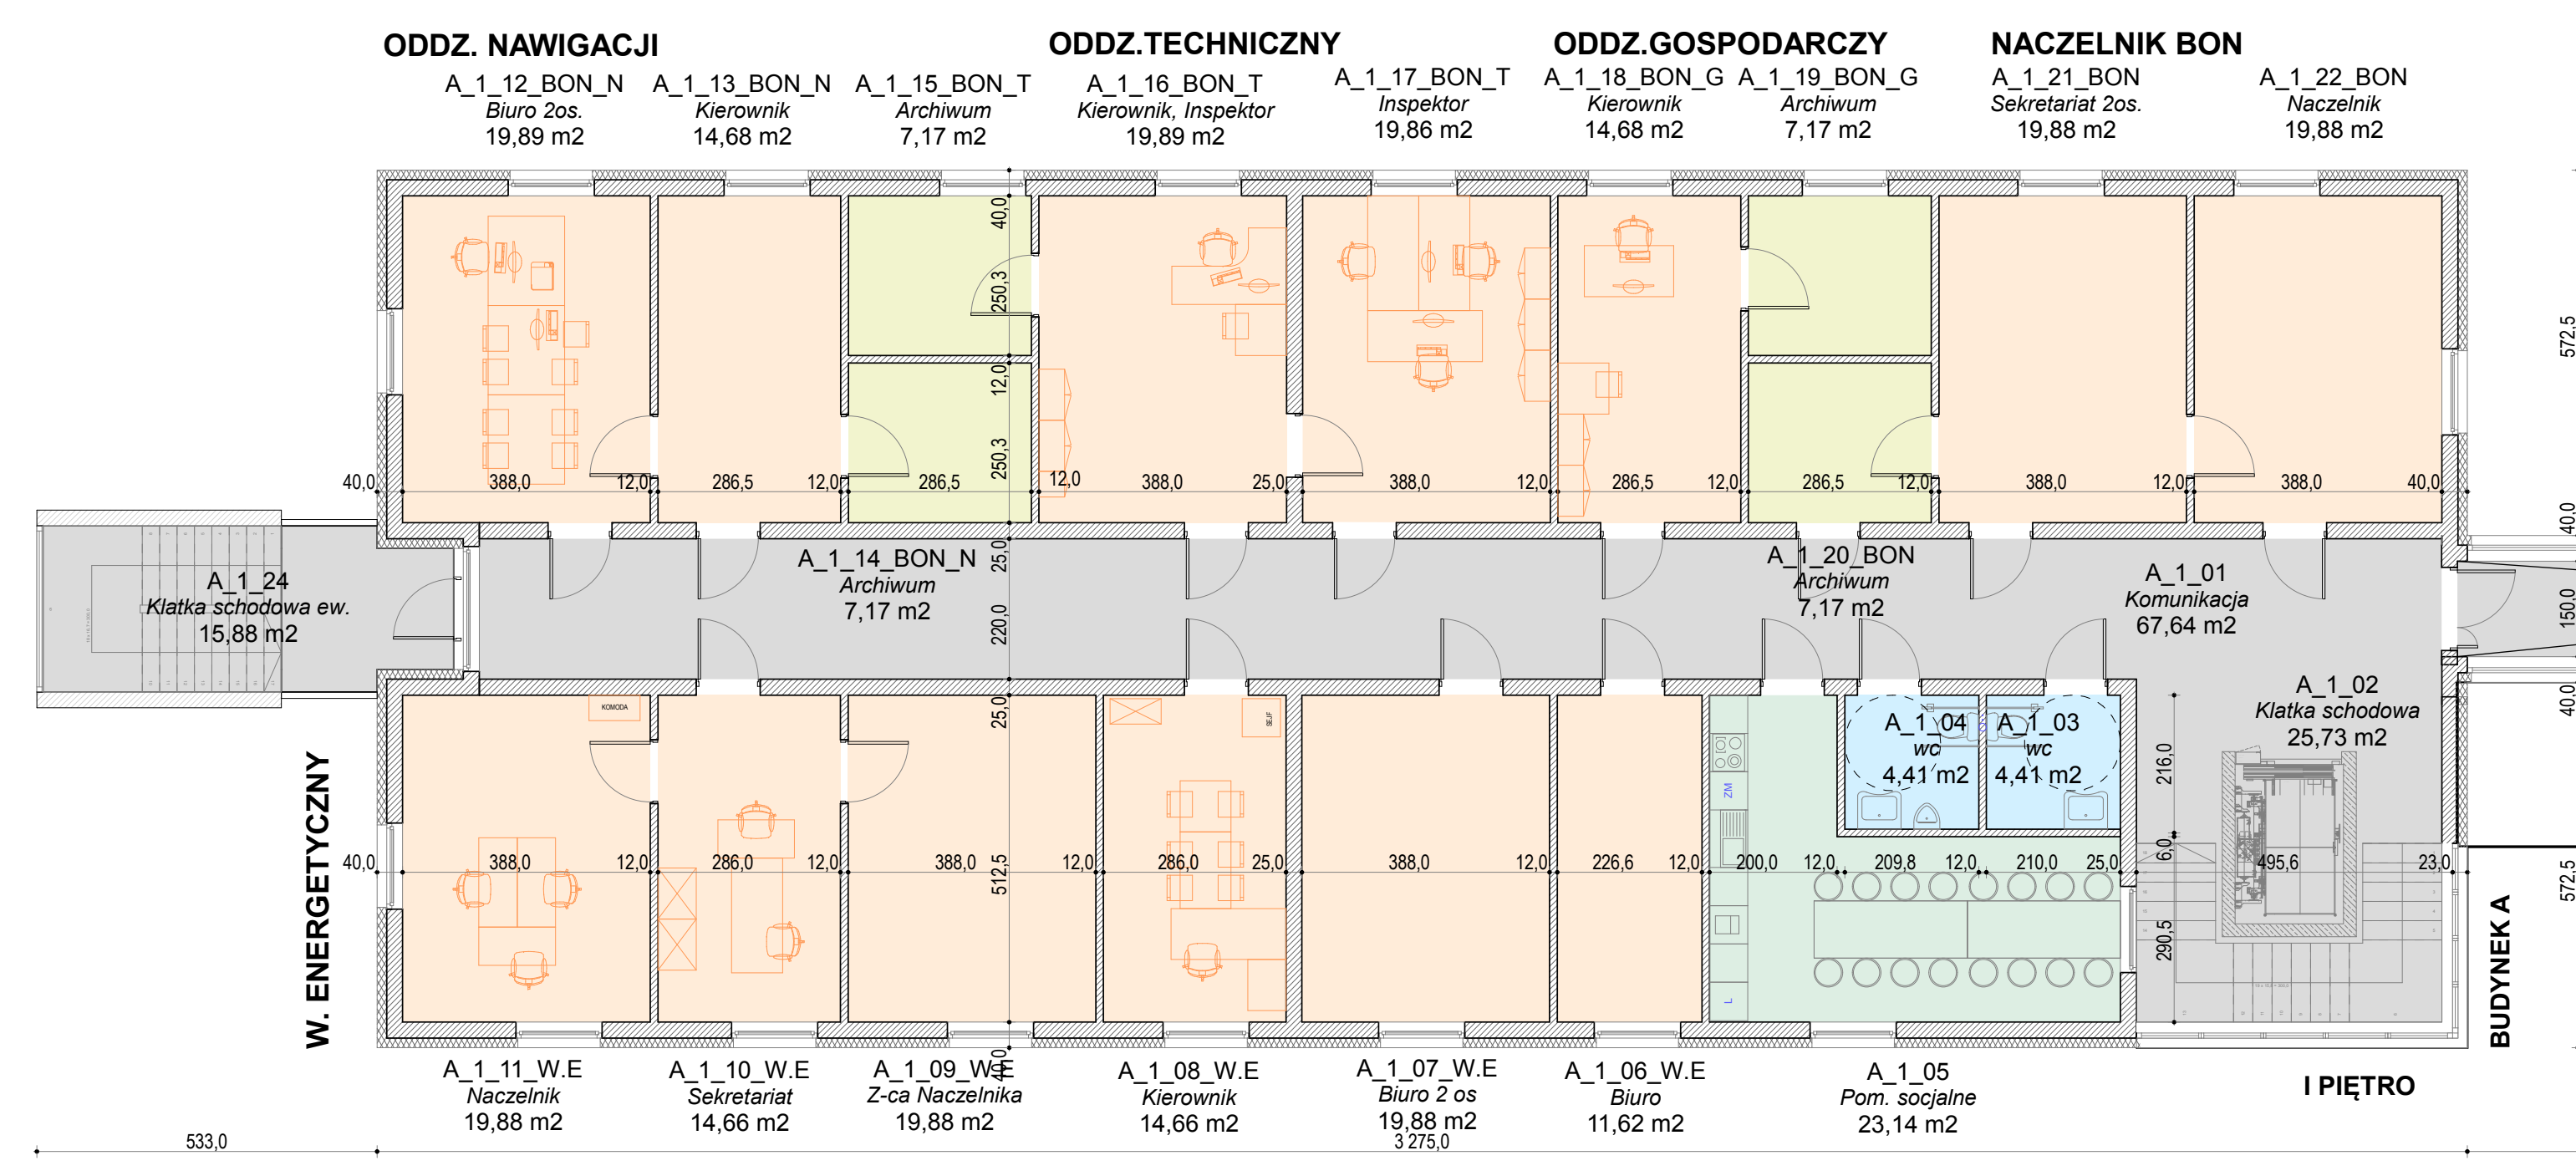 ODDZ. NAWIGACJI
ODDZ.TECHNICZNY
ODDZ.GOSPODARCZY
NACZELNIK BON
A_1_12_BON_N
Biuro 2os.
19,89 m2
A_1_13_BON_N
Kierownik
14,68 m2
A_1_15_BON_T
Archiwum
7,17 m2
A_1_16_BON_T
Kierownik, Inspektor
19,89 m2
A_1_17_BON_T
Inspektor
19,86 m2
A_1_18_BON_G
Kierownik
14,68 m2
A_1_19_BON_G
Archiwum
7,17 m2
A_1_21_BON
Sekretariat 2os.
19,88 m2
A_1_22_BON
Naczelnik
19,88 m2
40,0
250,3
12,0
250,3
25,0
220,0
25,0
512,5
40,0
40,0
388,0
12,0
286,5
12,0
286,5
12,0
388,0
25,0
388,0
12,0
286,5
12,0
286,5
12,0
388,0
12,0
388,0
40,0
572,5
40,0
150,0
40,0
572,5
A_1_24
Klatka schodowa ew.
15,88 m2
A_1_14_BON_N
Archiwum
7,17 m2
A_1_20_BON
Archiwum
7,17 m2
A_1_01
Komunikacja
67,64 m2
A_1_02
Klatka schodowa
25,73 m2
A_1_04
wc
4,41 m2
A_1_03
wc
4,41 m2
KOMODA
SEJF
ZM
L
216,0
6,0
290,5
40,0
388,0
12,0
286,0
12,0
388,0
12,0
286,0
25,0
388,0
12,0
226,6
12,0
200,0
12,0
209,8
12,0
210,0
25,0
495,6
23,0
W. ENERGETYCZNY
BUDYNEK A
I PIĘTRO
A_1_11_W.E
Naczelnik
19,88 m2
A_1_10_W.E
Sekretariat
14,66 m2
A_1_09_W.E
Z-ca Naczelnika
19,88 m2
A_1_08_W.E
Kierownik
14,66 m2
A_1_07_W.E
Biuro 2 os
19,88 m2
A_1_06_W.E
Biuro
11,62 m2
A_1_05
Pom. socjalne
23,14 m2
533,0
3 275,0